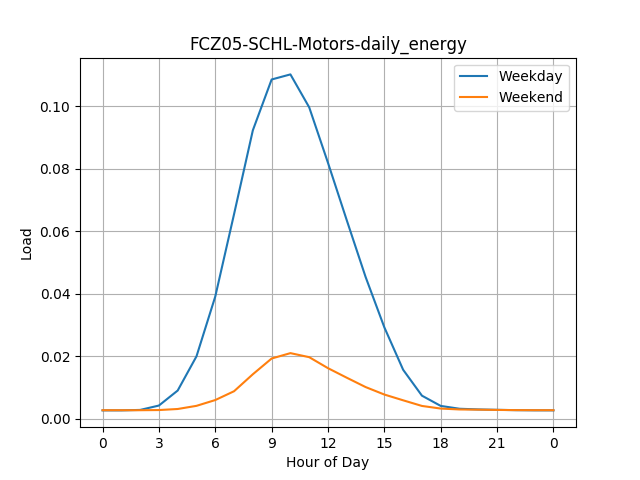 FCZ05-SCHL-Motors-daily_energy
Weekday
Weekend
Load
0.10
0.08
0.06
0.04
0.02
0.00
0 3 6 9 12 15 18 21 0
Hour of Day